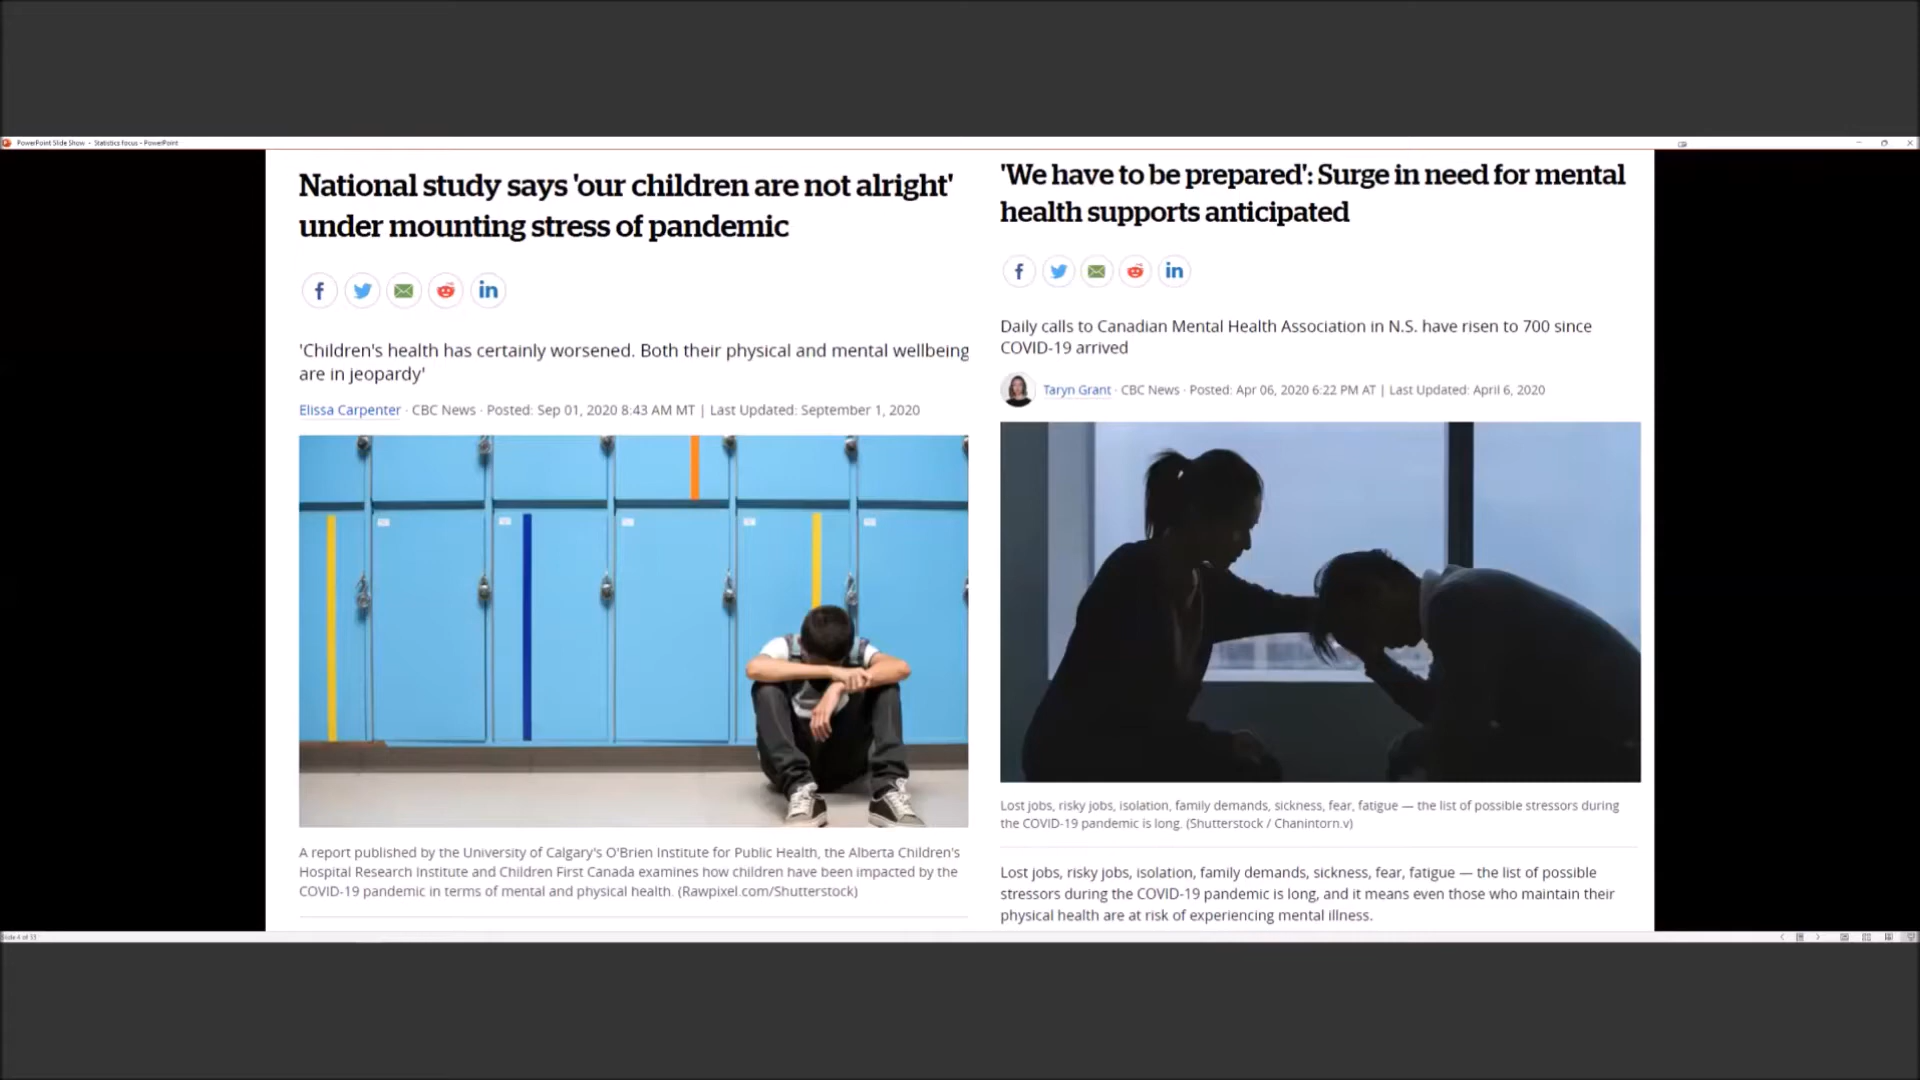 PowerPoint Slide Show - Statistics focus - PowerPoint
National study says 'our children are not alright'
under mounting stress of pandemic
'Children's health has certainly worsened. Both their physical and mental wellbeing
are in jeopardy'
Elissa Carpenter · CBC News · Posted: Sep 01, 2020 8:43 AM MT | Last Updated: September 1, 2020
A report published by the University of Calgary's O'Brien Institute for Public Health, the Alberta Children's
Hospital Research Institute and Children First Canada examines how children have been impacted by the
COVID-19 pandemic in terms of mental and physical health. (Rawpixel.com/Shutterstock)
'We have to be prepared': Surge in need for mental
health supports anticipated
Daily calls to Canadian Mental Health Association in N.S. have risen to 700 since
COVID-19 arrived
Taryn Grant · CBC News · Posted: Apr 06, 2020 6:22 PM AT | Last Updated: April 6, 2020
Lost jobs, risky jobs, isolation, family demands, sickness, fear, fatigue — the list of possible stressors during
the COVID-19 pandemic is long. (Shutterstock / Chanintorn.v)
Lost jobs, risky jobs, isolation, family demands, sickness, fear, fatigue — the list of possible
stressors during the COVID-19 pandemic is long, and it means even those who maintain their
physical health are at risk of experiencing mental illness.
Slide 4 of 33